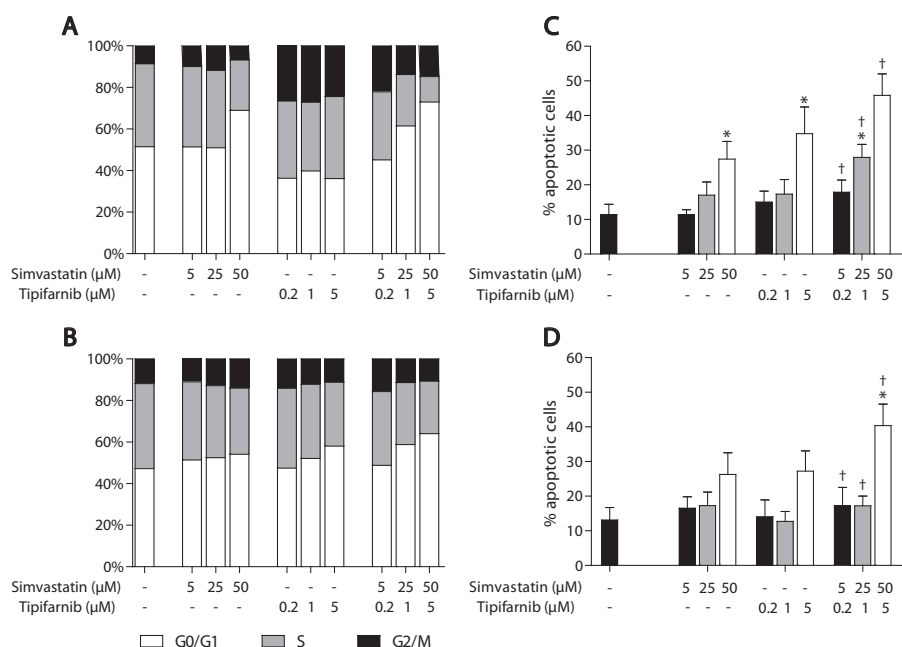 A
100%
80%
60%
40%
20%
0%
Simvastatin (μM) - 5 25 50 - - - 5 25 50
Tipifarnib (μM) - - - - 0.2 1 5 0.2 1 5
C
% apoptotic cells
60
50
40
30
20
10
0
* * † † * †
Simvastatin (μM) - 5 25 50 - - - 5 25 50
Tipifarnib (μM) - - - - 0.2 1 5 0.2 1 5
B
100%
80%
60%
40%
20%
0%
Simvastatin (μM) - 5 25 50 - - - 5 25 50
Tipifarnib (μM) - - - - 0.2 1 5 0.2 1 5
G0/G1 S G2/M
D
% apoptotic cells
60
50
40
30
20
10
0
† † † *
Simvastatin (μM) - 5 25 50 - - - 5 25 50
Tipifarnib (μM) - - - - 0.2 1 5 0.2 1 5